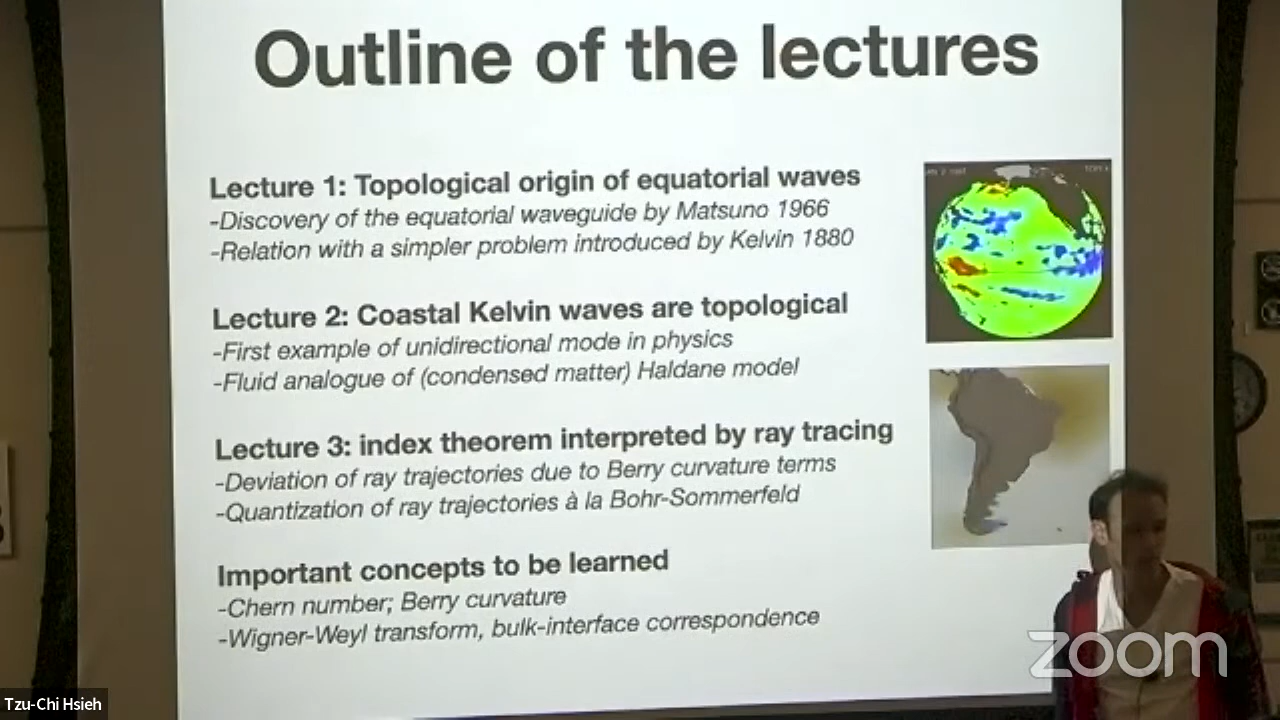 Outline of the lectures
Lecture 1: Topological origin of equatorial waves
-Discovery of the equatorial waveguide by Matsuno 1966
-Relation with a simpler problem introduced by Kelvin 1880
Lecture 2: Coastal Kelvin waves are topological
-First example of unidirectional mode in physics
-Fluid analogue of (condensed matter) Haldane model
Lecture 3: index theorem interpreted by ray tracing
-Deviation of ray trajectories due to Berry curvature terms
-Quantization of ray trajectories à la Bohr-Sommerfeld
Important concepts to be learned
-Chern number; Berry curvature
-Wigner-Weyl transform, bulk-interface correspondence
zoom
Tzu-Chi Hsieh